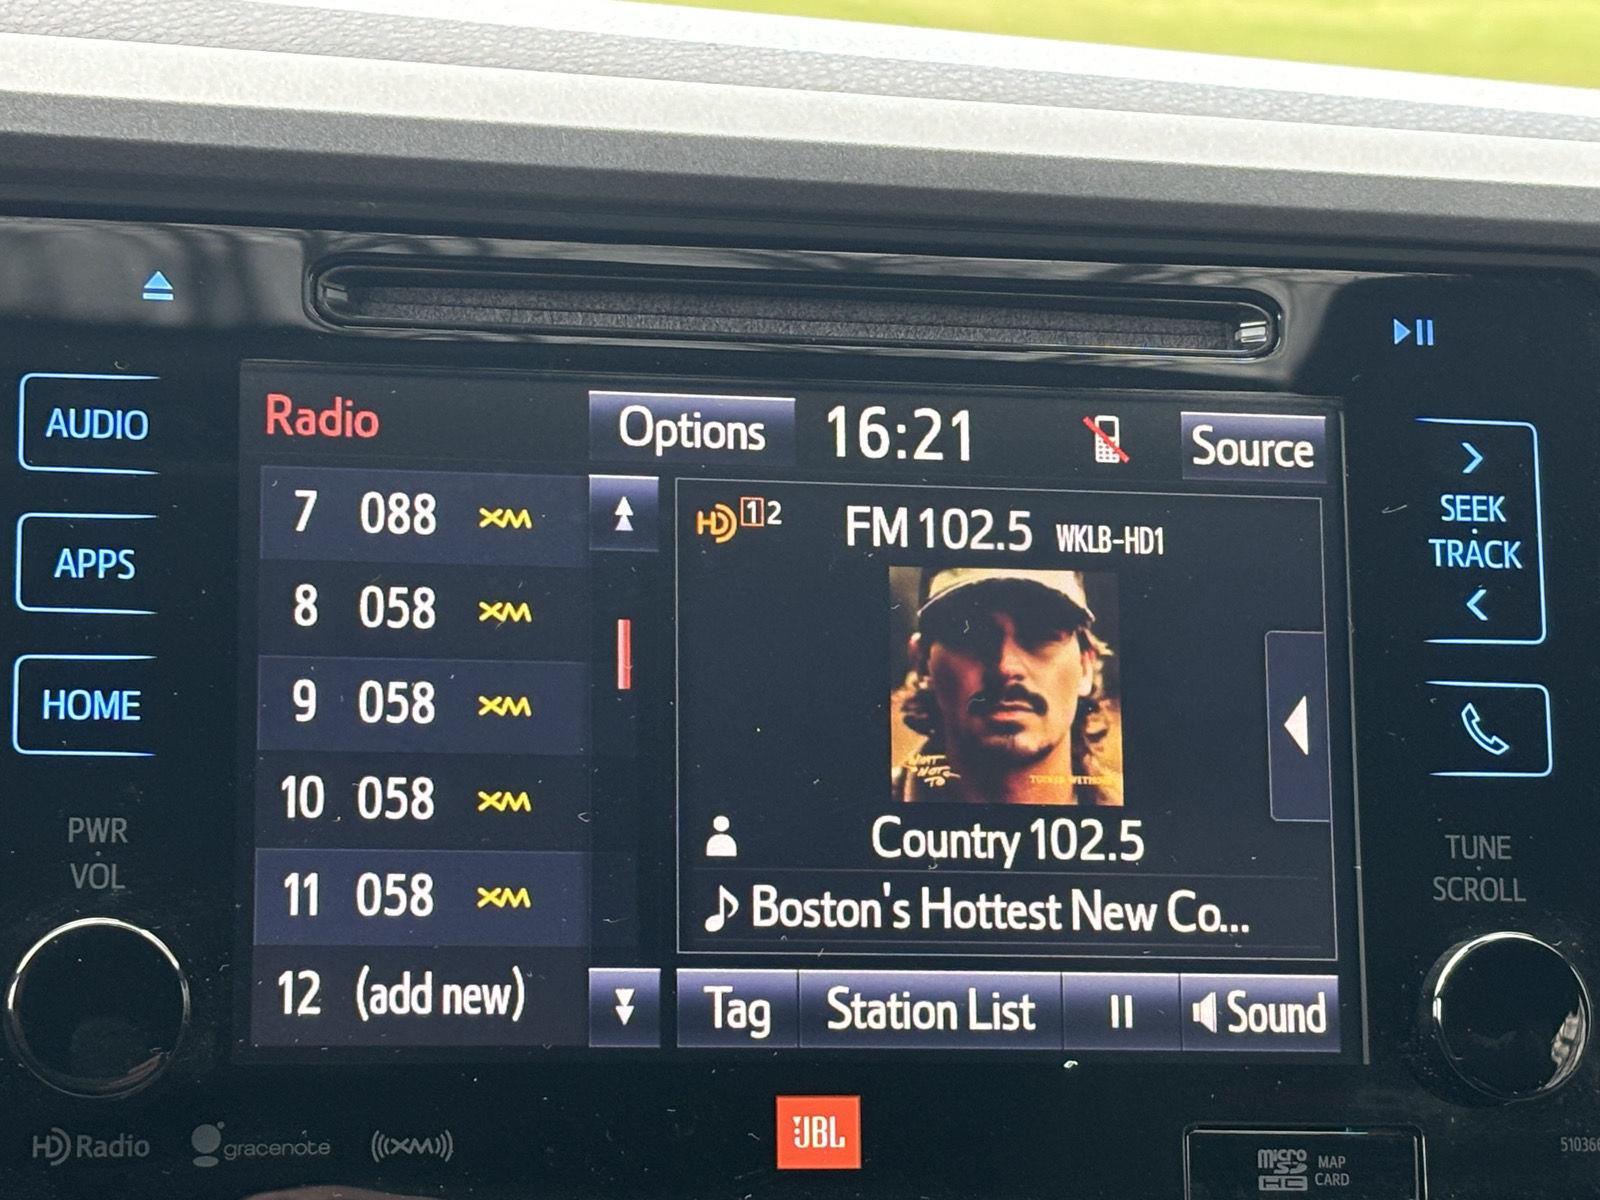 AUDIO
APPS
HOME
PWR
VOL
Radio
Options
16:21
Source
7 088 XM
8 058 XM
9 058 XM
10 058 XM
11 058 XM
12 (add new)
HD 1 2
FM 102.5 WKLB-HD1
WHAT
NOT
TO
Country 102.5
Boston's Hottest New Co...
Tag
Station List
Sound
SEEK
TRACK
TUNE
SCROLL
HD Radio
gracenote
((XM))
JBL
micro
SD
HC
MAP
CARD